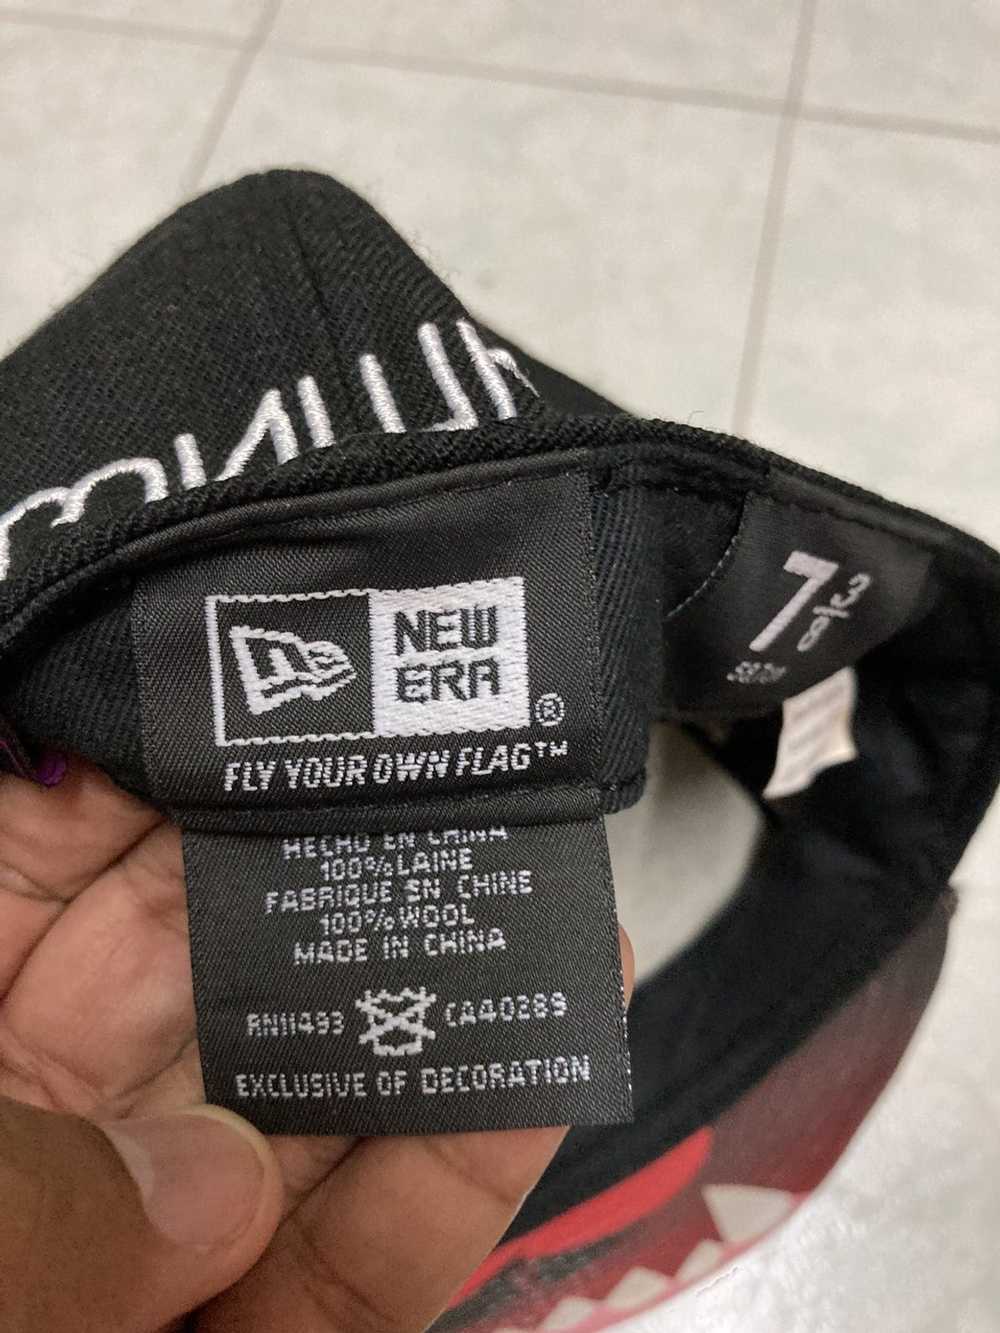 NEW
ERA
®
FLY YOUR OWN FLAG™
HECHO EN CHINA
100% LAINE
FABRIQUE EN CHINE
100% WOOL
MADE IN CHINA
RN11493
CA40289
EXCLUSIVE OF DECORATION
7 3/8